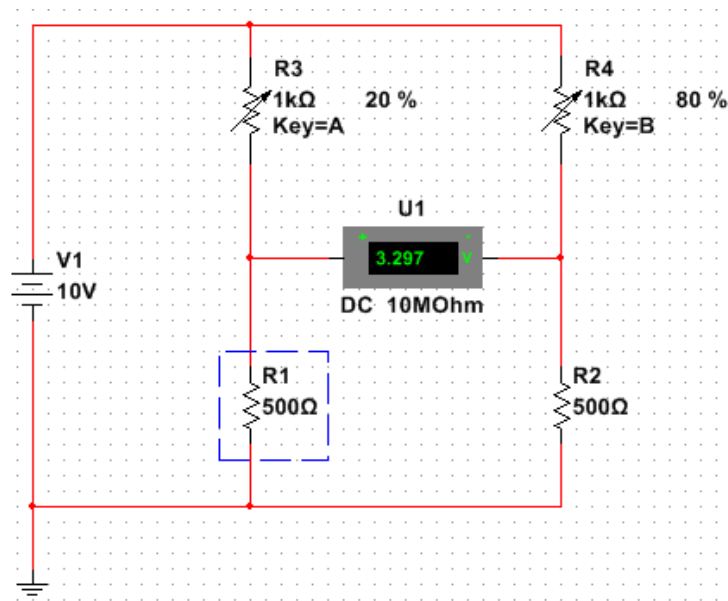 R3
1kΩ 20 %
Key=A
R4
1kΩ 80 %
Key=B
U1
+ -
3.297 V
DC 10MOhm
V1
10V
R1
500Ω
R2
500Ω